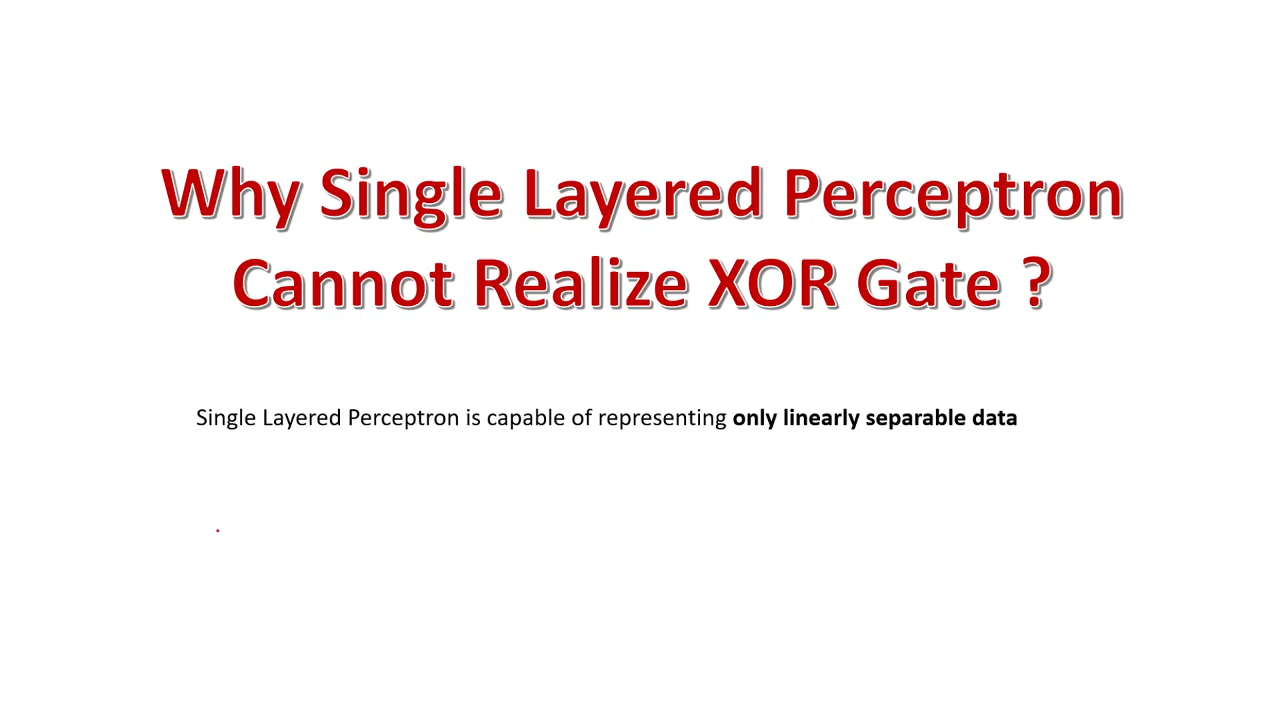 Why Single Layered Perceptron
Cannot Realize XOR Gate ?
Single Layered Perceptron is capable of representing only linearly separable data